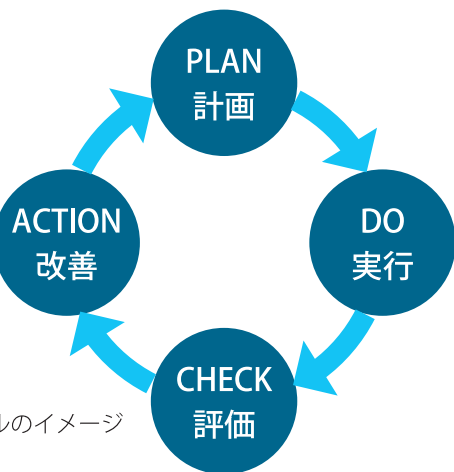 PLAN
計画
DO
実行
CHECK
評価
ACTION
改善
ルのイメージ